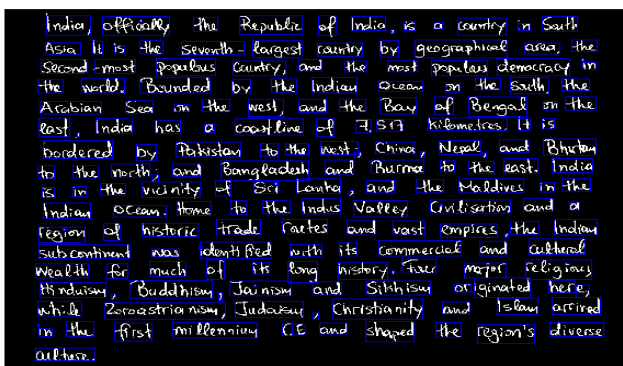 India, officially the Republic of India, is a country in South
Asia It is the seventh-largest country by geographical area, the
second-most populous Country, and the most populous democracy in
the world. Bounded by the Indian Ocean on the South, the
Arabian Sea on the west, and the Bay of Bengal on the
east, India has a coastline of 7,517 kilometres. It is
bordered by Pakistan to the west; China, Nepal, and Bhutan
to the north; and Bangladesh and Burma to the east. India
is in the vicinity of Sri Lanka, and the Maldives in the
Indian Ocean. Home to the Indus Valley Civilisation and a
region of historic trade routes and vast empires, the Indian
subcontinent was identified with its commercial and cultural
wealth for much of its long history. Four major religions,
Hinduism, Buddhism, Jainism and Sikhism originated here,
while Zoroastrianism, Judaism, Christianity and Islam arrived
in the first millennium CE and shaped the region's diverse
culture.